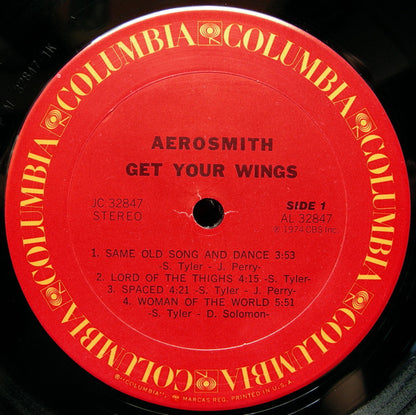 COLUMBIA COLUMBIA COLUMBIA COLUMBIA COLUMBIA COLUMBIA
AEROSMITH
GET YOUR WINGS
JC 32847
STEREO
SIDE 1
AL 32847
℗ 1974 CBS Inc.
1. SAME OLD SONG AND DANCE 3:53
-S. Tyler - J. Perry-
2. LORD OF THE THIGHS 4:15 -S. Tyler-
3. SPACED 4:21 -S. Tyler - J. Perry-
4. WOMAN OF THE WORLD 5:51
-S. Tyler - D. Solomon-
® "COLUMBIA", MARCAS REG. PRINTED IN U.S.A.